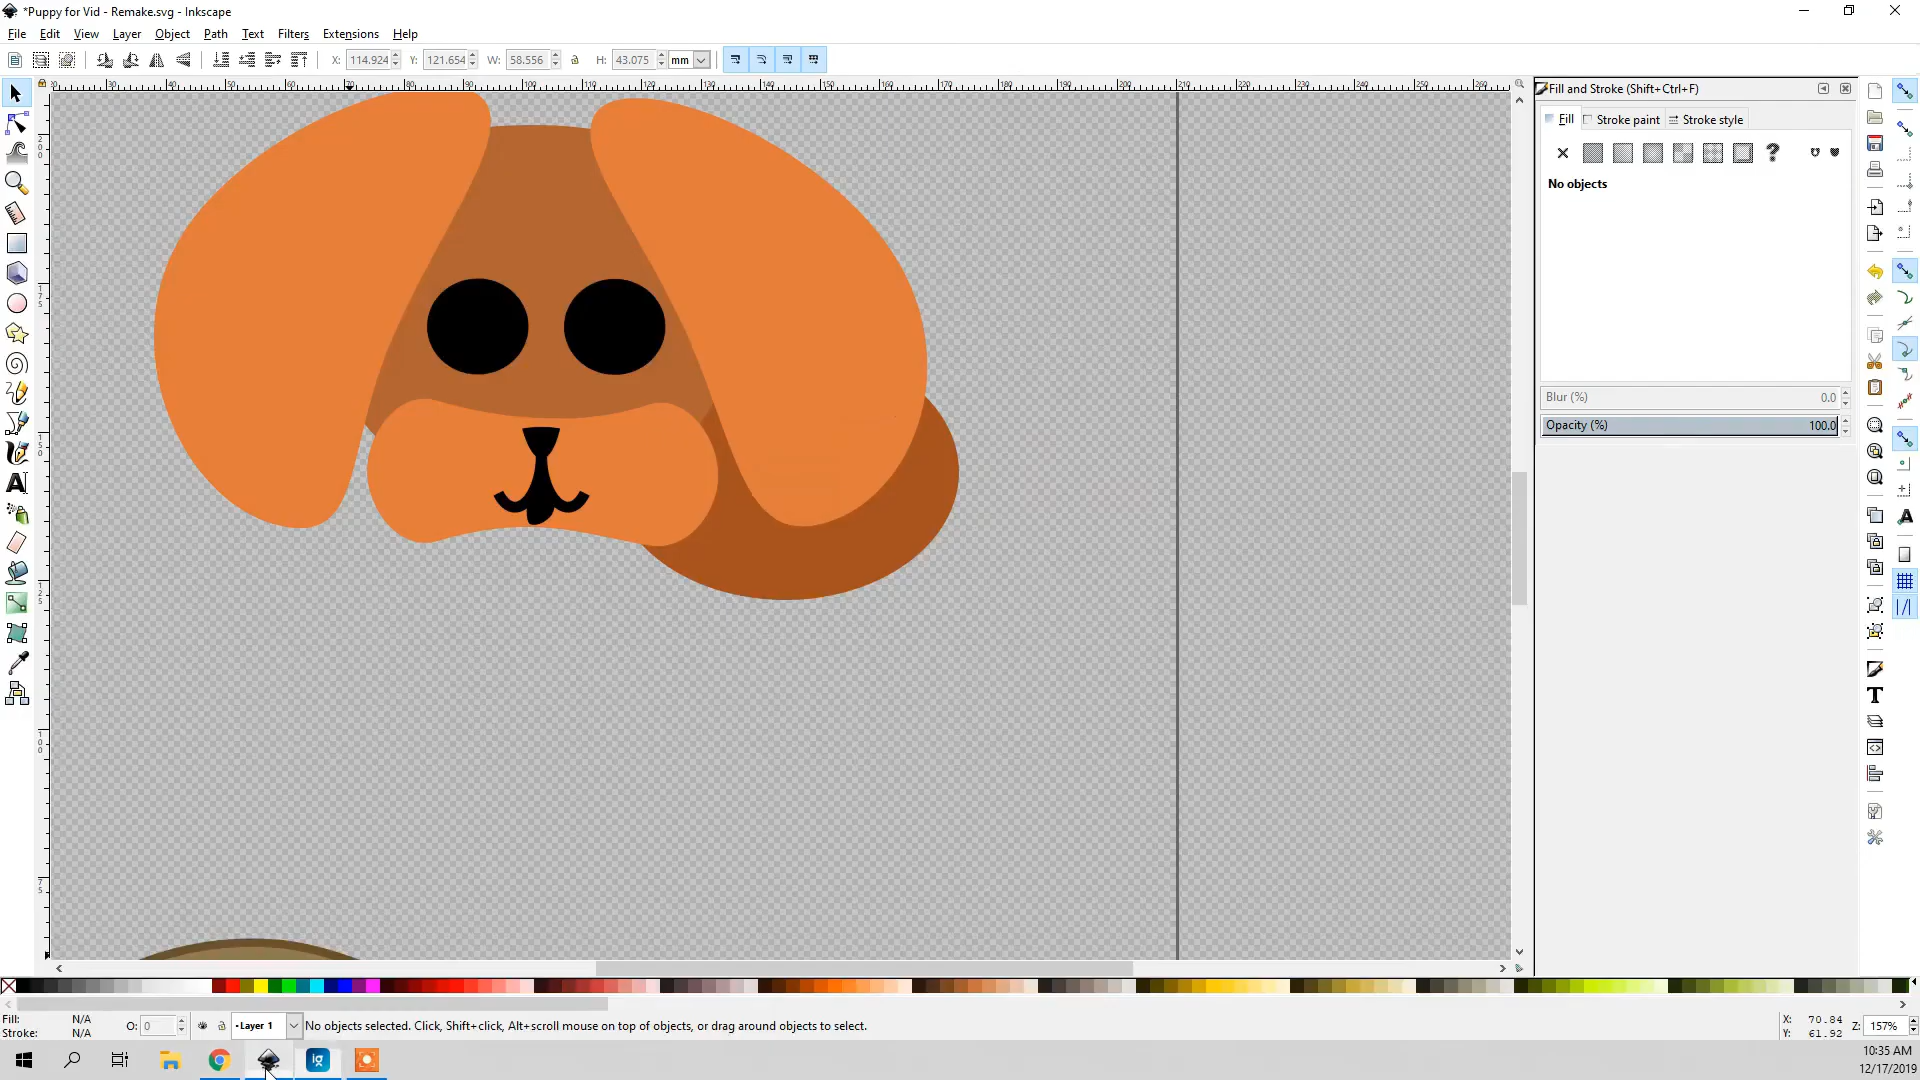 *Puppy for Vid - Remake.svg - Inkscape
File Edit View Layer Object Path Text Filters Extensions Help
X: 114.924 Y: 121.654 W: 58.556 H: 43.075 mm
Fill and Stroke (Shift+Ctrl+F)
Fill Stroke paint Stroke style
No objects
Blur (%) 0.0
Opacity (%) 100.0
Fill: N/A
Stroke: N/A
O: 0
Layer 1
No objects selected. Click, Shift+click, Alt+scroll mouse on top of objects, or drag around objects to select.
X: 70.84
Y: 61.92
Z: 157%
10:35 AM
12/17/2019